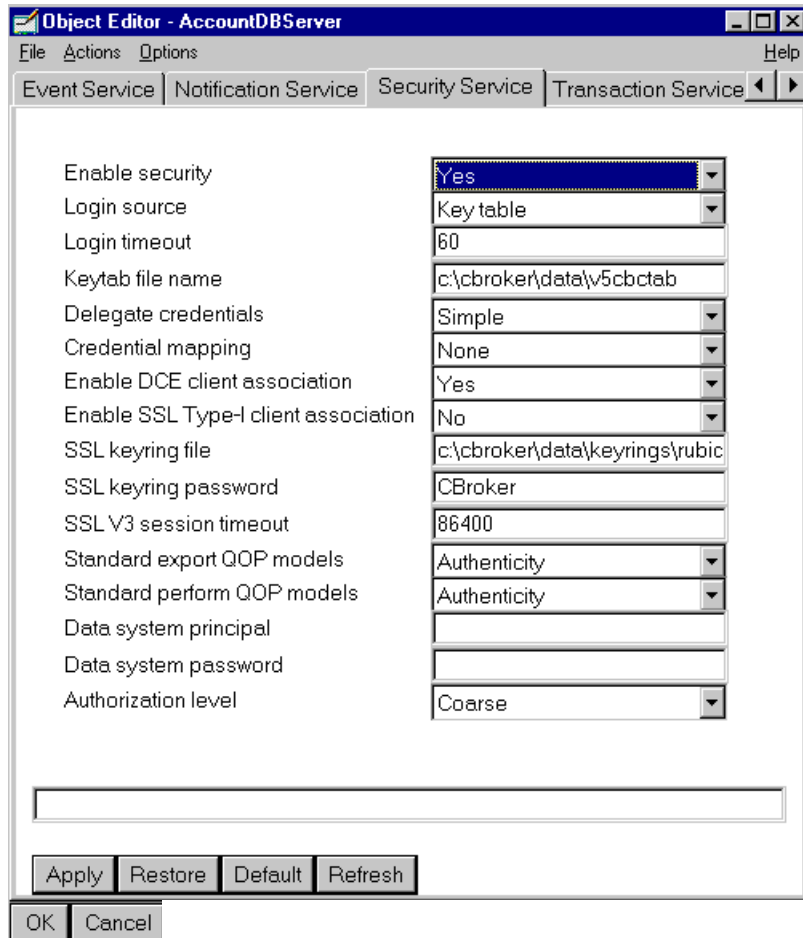 Object Editor - AccountDBServer
File Actions Options Help
Event Service Notification Service Security Service Transaction Service
Enable security Yes
Login source Key table
Login timeout 60
Keytab file name c:\cbroker\data\v5cbctab
Delegate credentials Simple
Credential mapping None
Enable DCE client association Yes
Enable SSL Type-I client association No
SSL keyring file c:\cbroker\data\keyrings\rubic
SSL keyring password CBroker
SSL V3 session timeout 86400
Standard export QOP models Authenticity
Standard perform QOP models Authenticity
Data system principal
Data system password
Authorization level Coarse
Apply Restore Default Refresh
OK Cancel